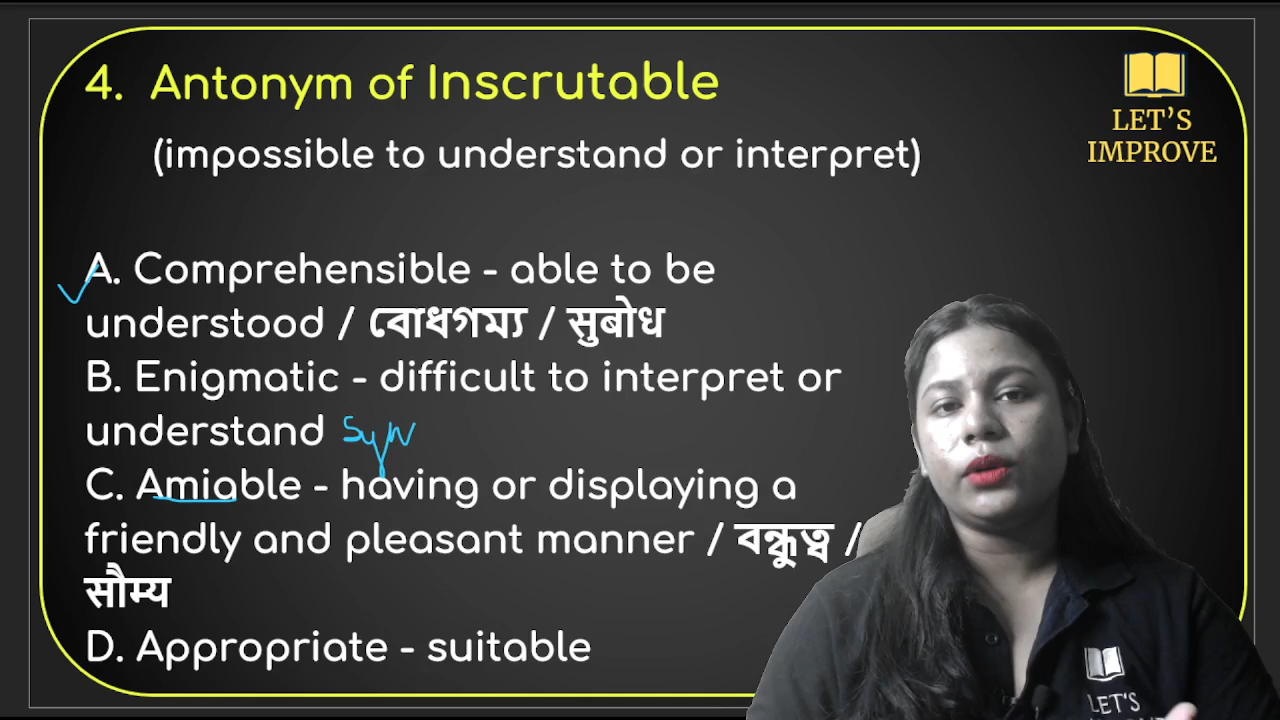 4. Antonym of Inscrutable
(impossible to understand or interpret)
LET'S
IMPROVE
A. Comprehensible - able to be
understood / বোধগম্য / सुबोध
B. Enigmatic - difficult to interpret or
understand Syn
C. Amiable - having or displaying a
friendly and pleasant manner / বন্ধুত্ব /
सौम्य
D. Appropriate - suitable
LET'S